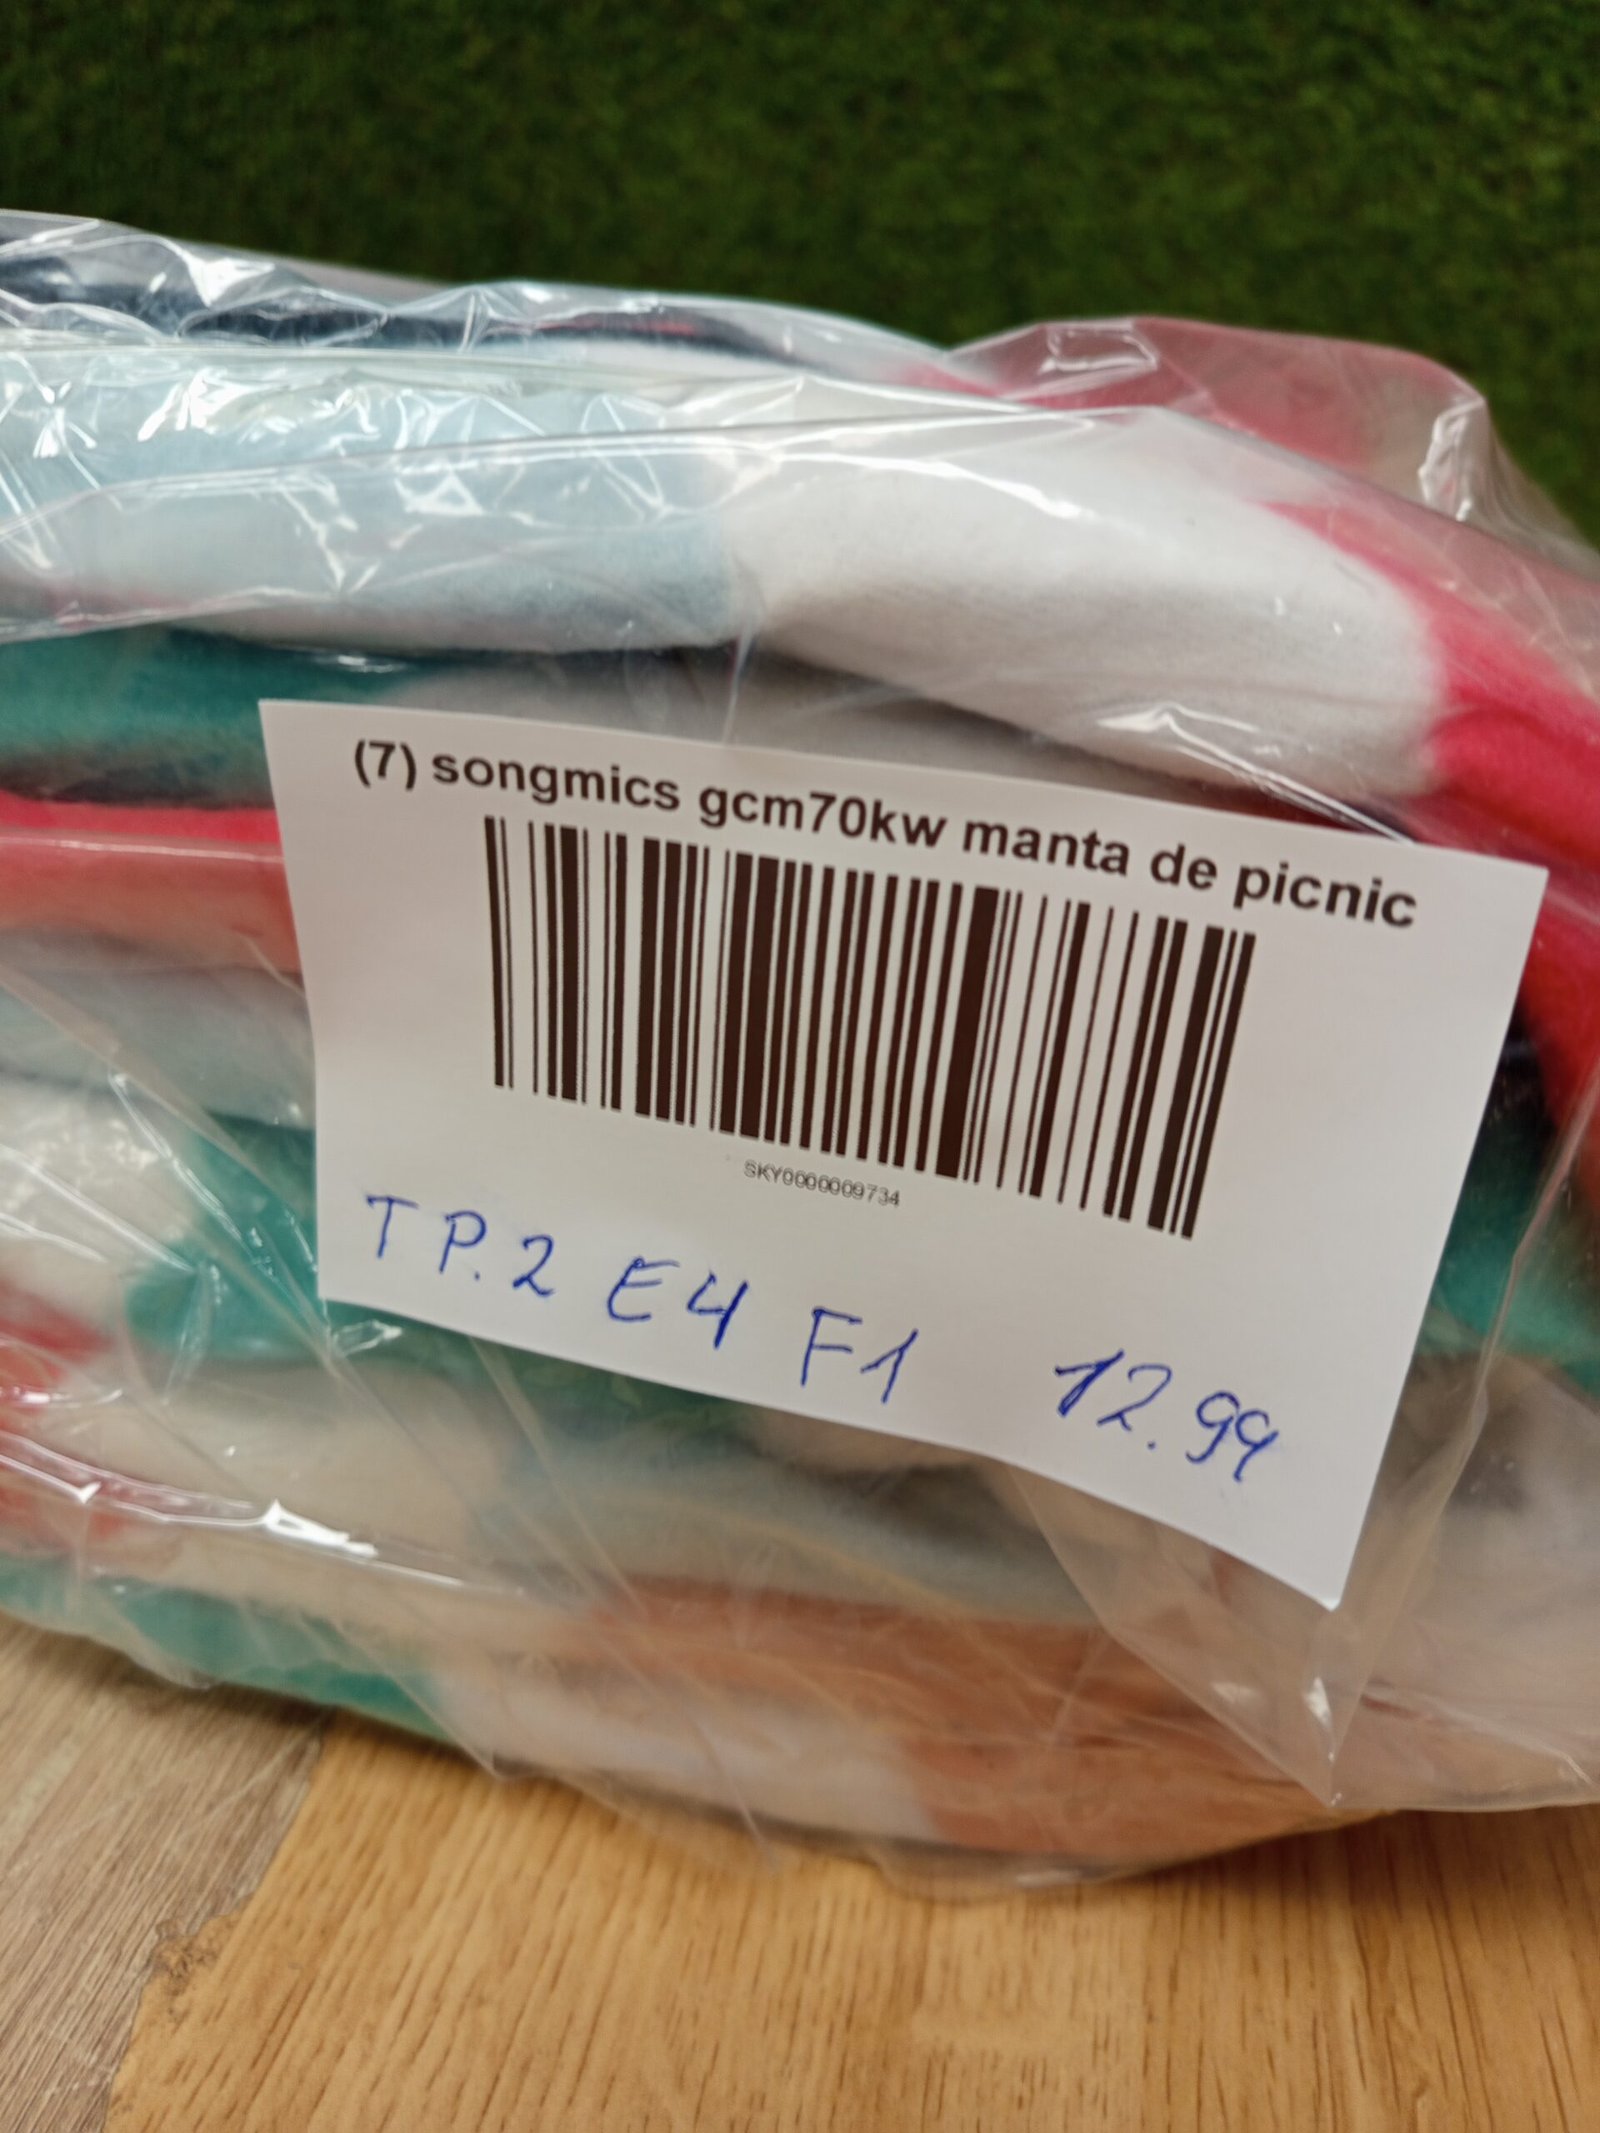 (7) songmics gcm70kw manta de picnic
SKY0000009734
TP.2 E4 F1 12.99